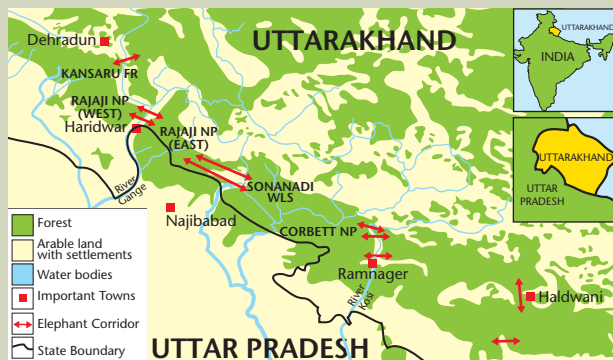 Dehradun
UTTARAKHAND
KANSARU FR
RAJAJI NP
(WEST)
Haridwar
RAJAJI NP
(EAST)
River
Gange
SONANADI
WLS
Najibabad
CORBETT NP
Ramnager
River
Kosi
Haldwani
UTTAR PRADESH
UTTARAKHAND
INDIA
UTTARAKHAND
UTTAR
PRADESH
Forest
Arable land
with settlements
Water bodies
Important Towns
Elephant Corridor
State Boundary